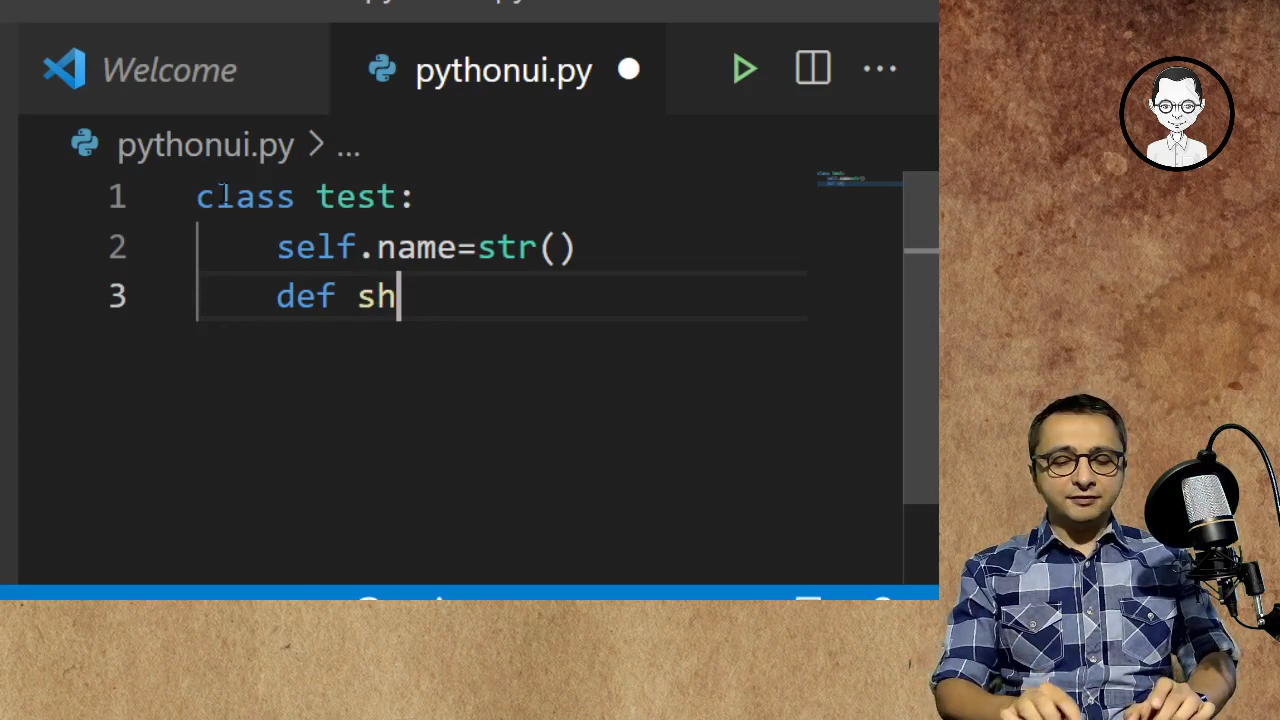 Welcome
pythonui.py
pythonui.py > ...
1 class test:
2 self.name=str()
3 def sh